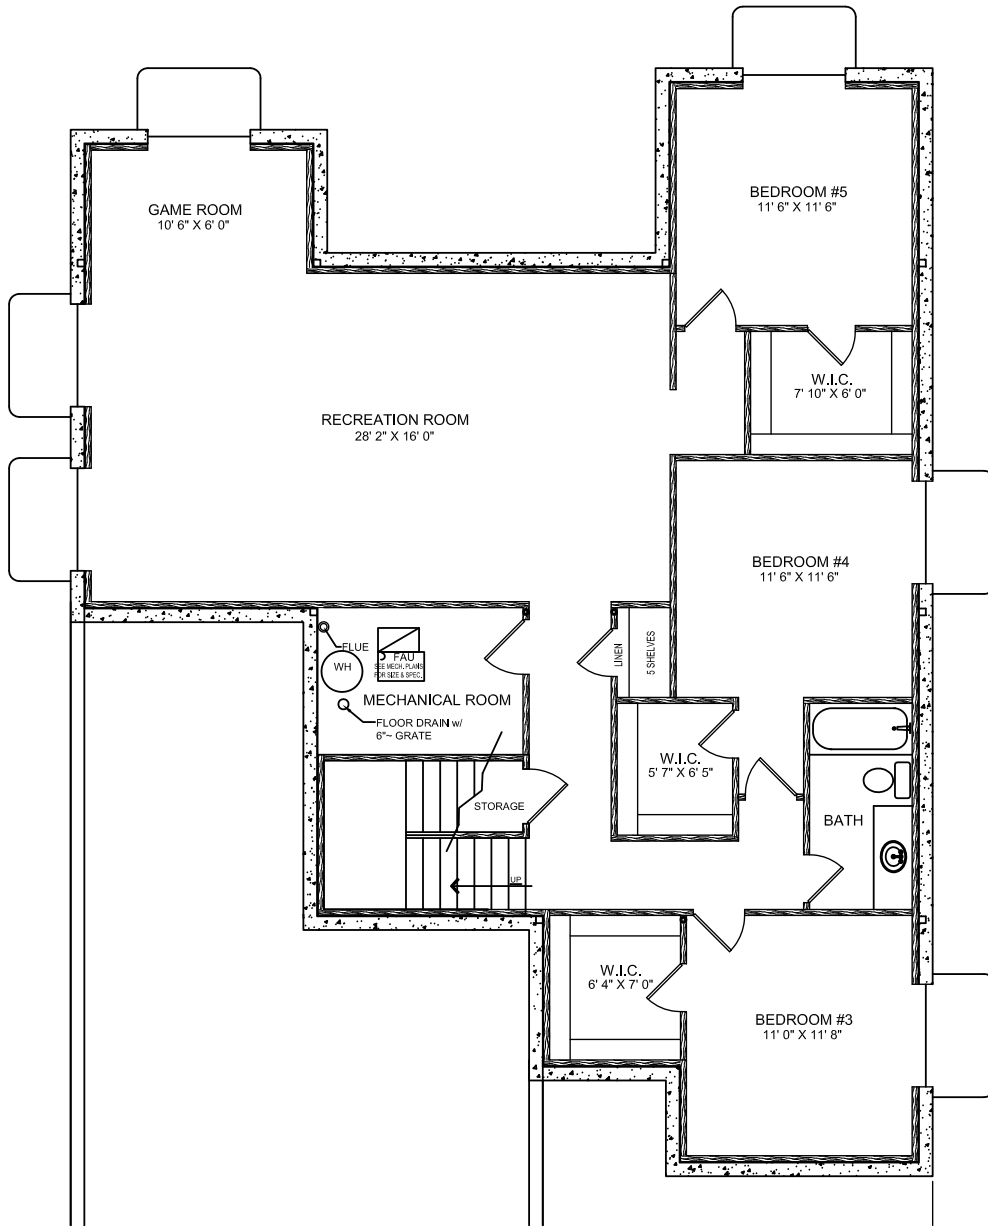 BEDROOM #5
11' 6" X 11' 6"
GAME ROOM
10' 6" X 6' 0"
W.I.C.
7' 10" X 6' 0"
RECREATION ROOM
28' 2" X 16' 0"
BEDROOM #4
11' 6" X 11' 6"
FLUE
FAU
SEE MECH. PLANS
FOR SIZE & SPEC.
WH
LINEN
5 SHELVES
MECHANICAL ROOM
FLOOR DRAIN w/
6"~ GRATE
W.I.C.
5' 7" X 6' 5"
STORAGE
BATH
UP
W.I.C.
6' 4" X 7' 0"
BEDROOM #3
11' 0" X 11' 8"